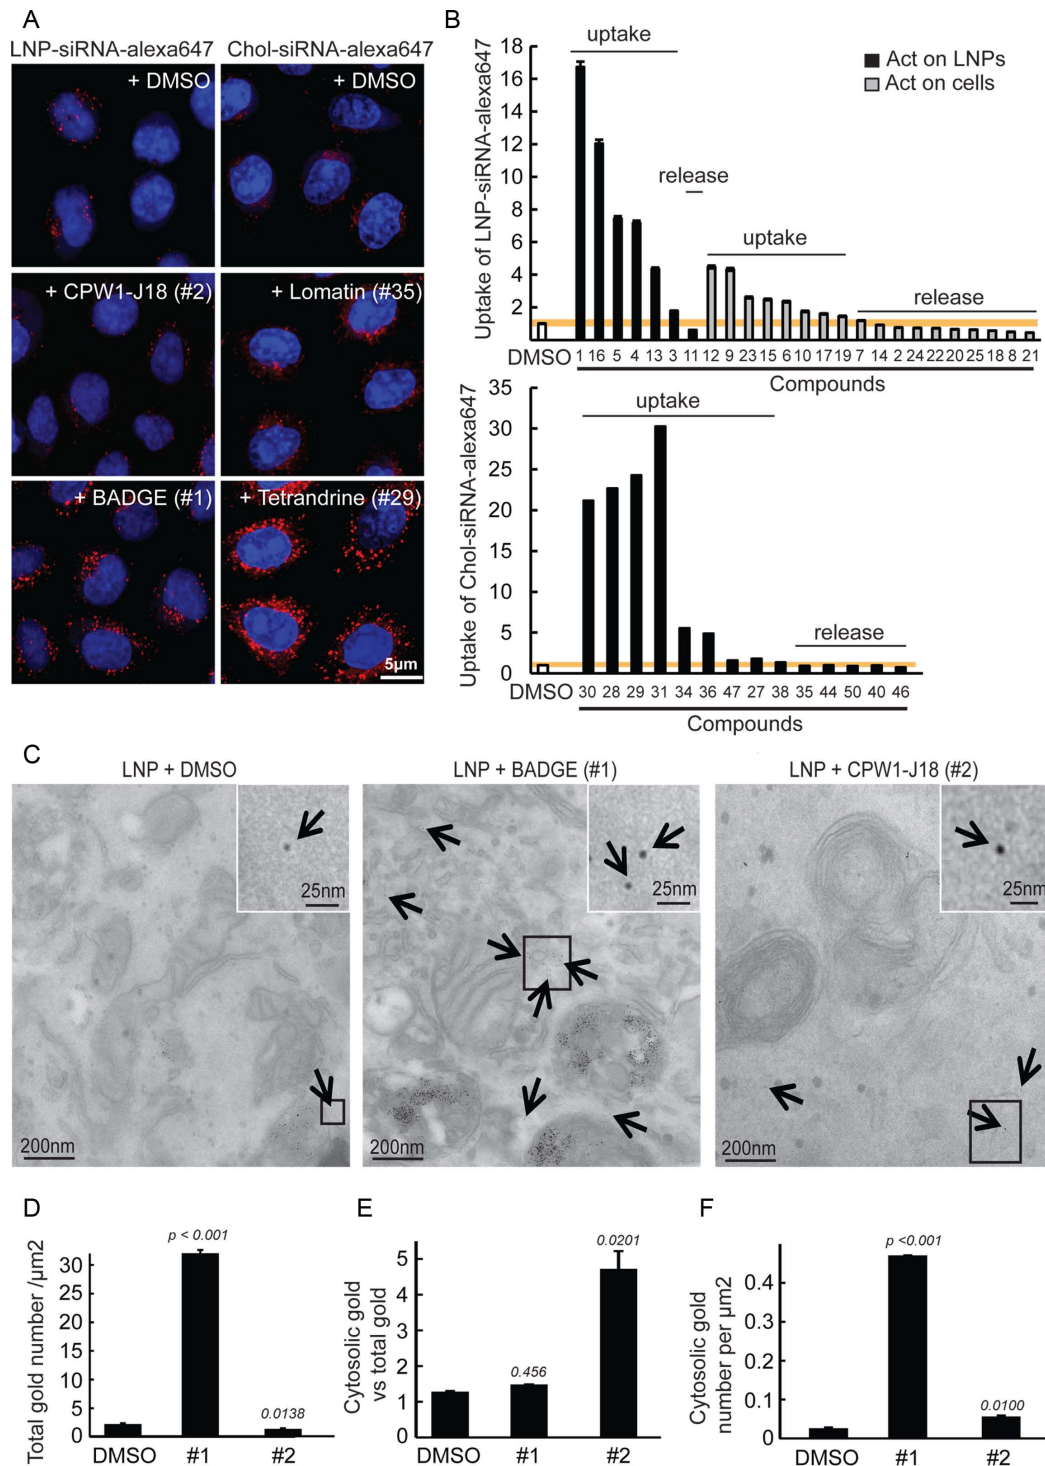 A
LNP-siRNA-alexa647 Chol-siRNA-alexa647
+ DMSO + DMSO
+ CPW1-J18 (#2) + Lomatin (#35)
+ BADGE (#1) + Tetrandrine (#29)
5µm
B
Uptake of LNP-siRNA-alexa647
18
16
14
12
10
8
6
4
2
uptake
release
uptake
release
Act on LNPs
Act on cells
DMSO 1 16 5 4 13 3 11 12 9 23 15 6 10 17 19 7 14 2 24 22 20 25 18 8 21
Compounds
Uptake of Chol-siRNA-alexa647
35
30
25
20
15
10
5
0
uptake
release
DMSO 30 28 29 31 34 36 47 27 38 35 44 50 40 46
Compounds
C
LNP + DMSO LNP + BADGE (#1) LNP + CPW1-J18 (#2)
25nm 25nm 25nm
200nm 200nm 200nm
D
Total gold number /µm2
30
32
20
15
10
5
0
p < 0.001
0.0138
DMSO #1 #2
E
Cytosolic gold
vs total gold
5
4
3
2
1
0
0.456
0.0201
DMSO #1 #2
F
Cytosolic gold
number per µm2
0.4
0.3
0.2
0.1
0
p <0.001
0.0100
DMSO #1 #2